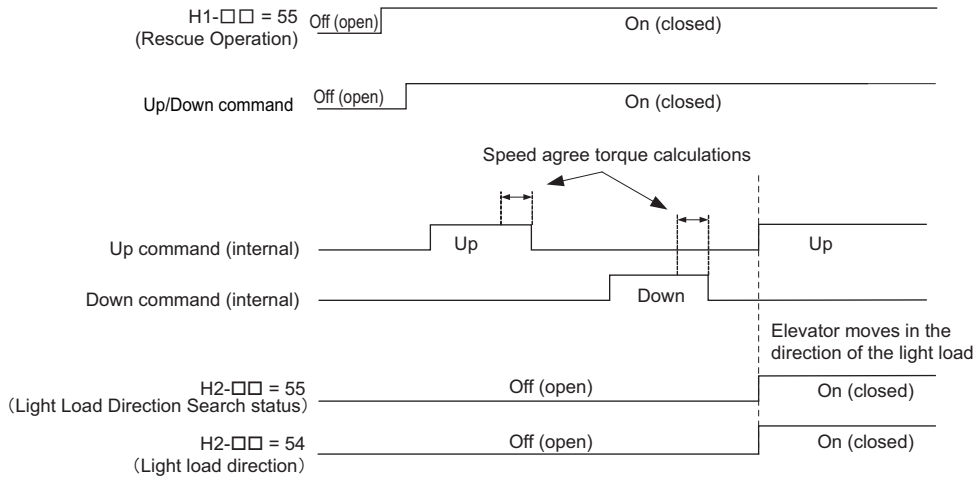 H1-□□ = 55
(Rescue Operation)
Off (open)
On (closed)
Up/Down command
Off (open)
On (closed)
Speed agree torque calculations
Up command (internal)
Up
Up
Down command (internal)
Down
Elevator moves in the
direction of the light load
H2-□□ = 55
（Light Load Direction Search status）
Off (open)
On (closed)
H2-□□ = 54
（Light load direction）
Off (open)
On (closed)